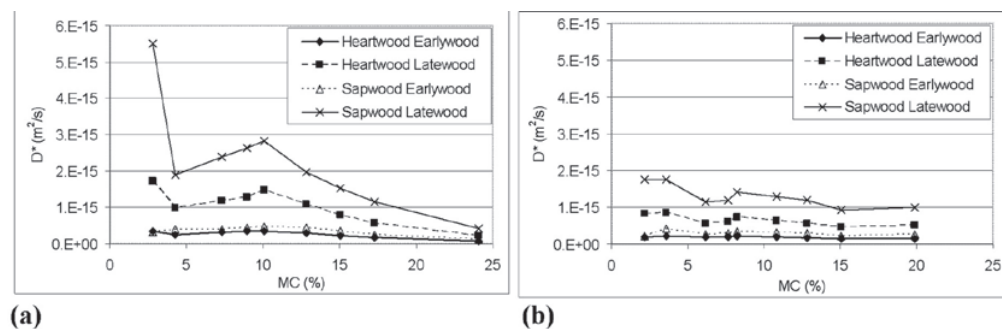 6.E-15
5.E-15
4.E-15
3.E-15
2.E-15
1.E-15
0.E+00
D* (m²/s)
Heartwood Earlywood
Heartwood Latewood
Sapwood Earlywood
Sapwood Latewood
0 5 10 15 20 25
MC (%)
(a)
6.E-15
5.E-15
4.E-15
3.E-15
2.E-15
1.E-15
0.E+00
D* (m²/s)
Heartwood Earlywood
Heartwood Latewood
Sapwood Earlywood
Sapwood Latewood
0 5 10 15 20 25
MC (%)
(b)